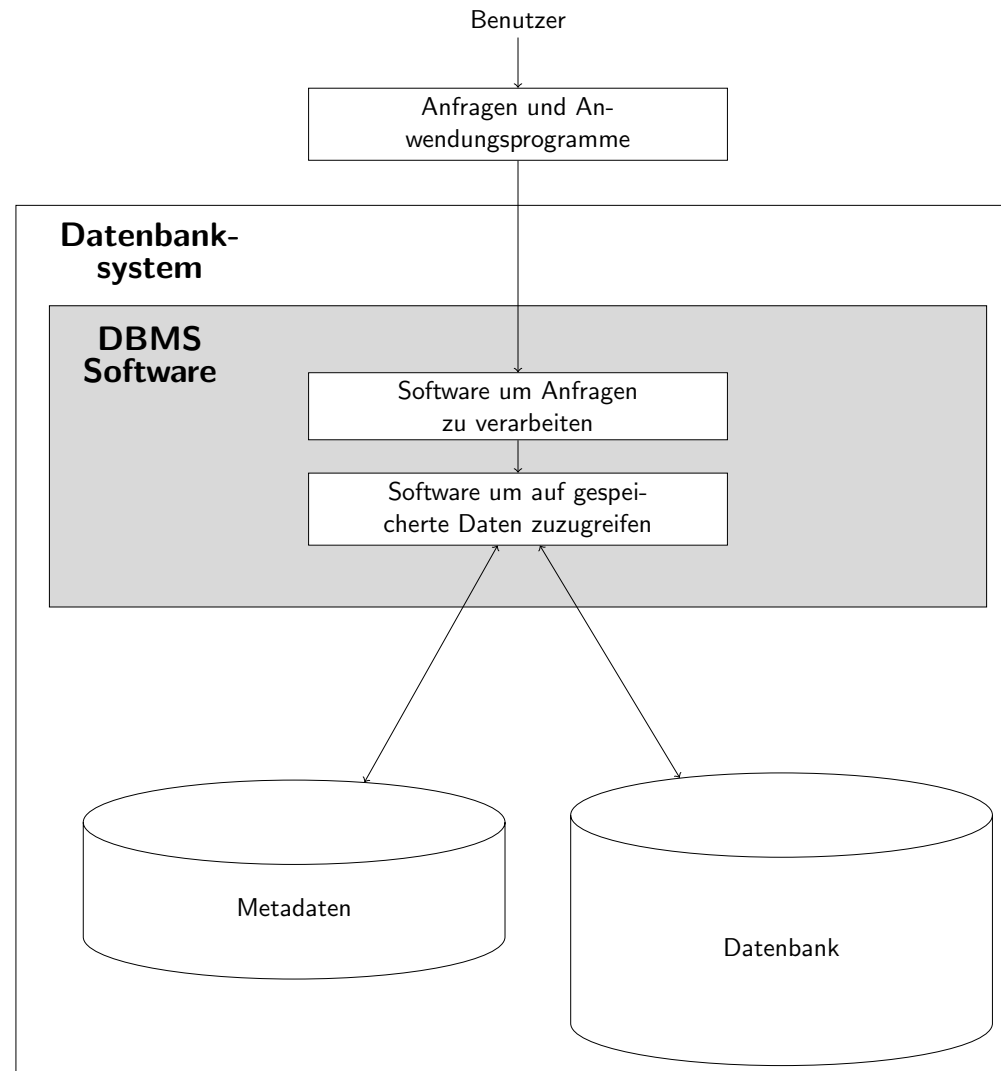 Benutzer
Anfragen und An-
wendungsprogramme
Datenbank-
system
DBMS
Software
Software um Anfragen
zu verarbeiten
Software um auf gespei-
cherte Daten zuzugreifen
Metadaten
Datenbank